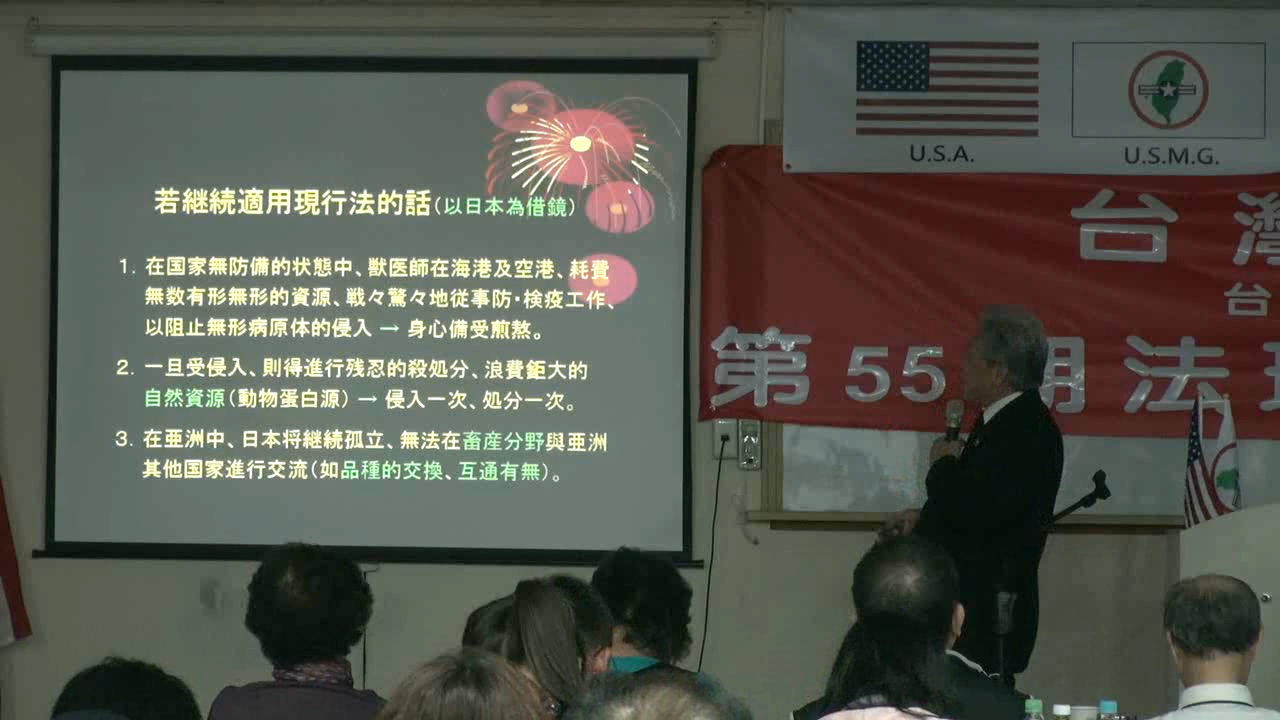 若継続適用現行法的話(以日本為借鏡)
1. 在国家無防備的状態中、獣医師在海港及空港、耗費
無数有形無形的資源、戦々驚々地従事防・検疫工作、
以阻止無形病原体的侵入 → 身心備受煎熬。
2. 一旦受侵入、則得進行残忍的殺処分、浪費鉅大的
自然資源(動物蛋白源) → 侵入一次、処分一次。
3. 在亜洲中、日本将継続孤立、無法在畜産分野與亜洲
其他国家進行交流(如品種的交換、互通有無)。
U.S.A.
U.S.M.G.
台灣
台
第55期法